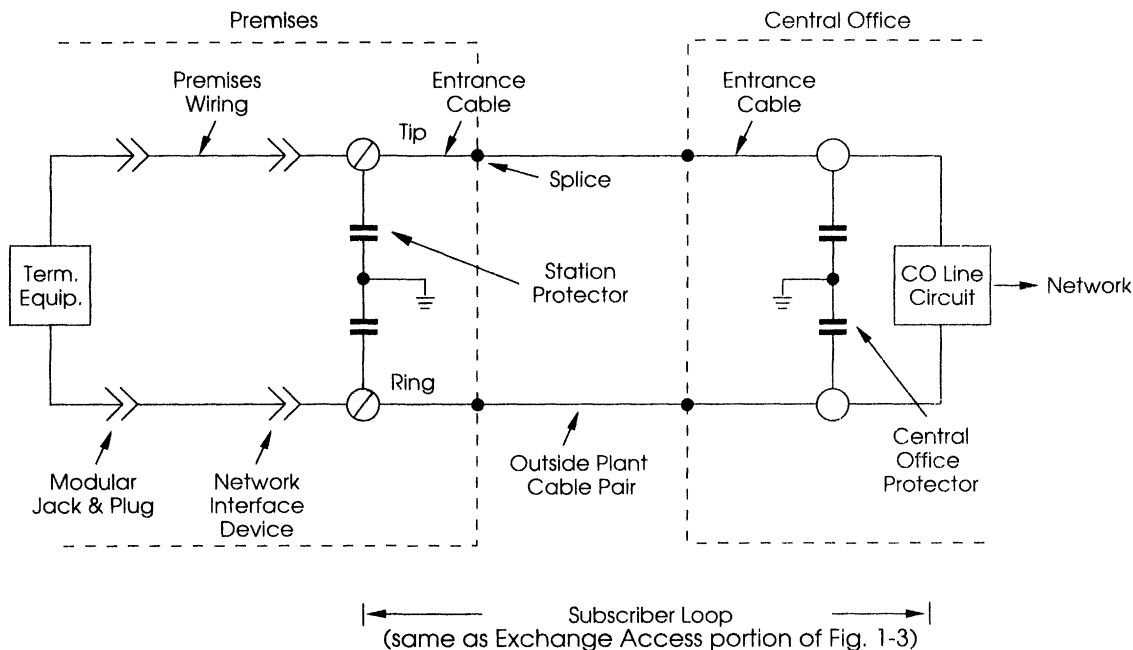 Premises
Central Office
Premises
Wiring
Entrance
Cable
Entrance
Cable
Tip
Splice
Term.
Equip.
Station
Protector
CO Line
Circuit
Network
Ring
Modular
Jack & Plug
Network
Interface
Device
Outside Plant
Cable Pair
Central
Office
Protector
Subscriber Loop
(same as Exchange Access portion of Fig. 1-3)